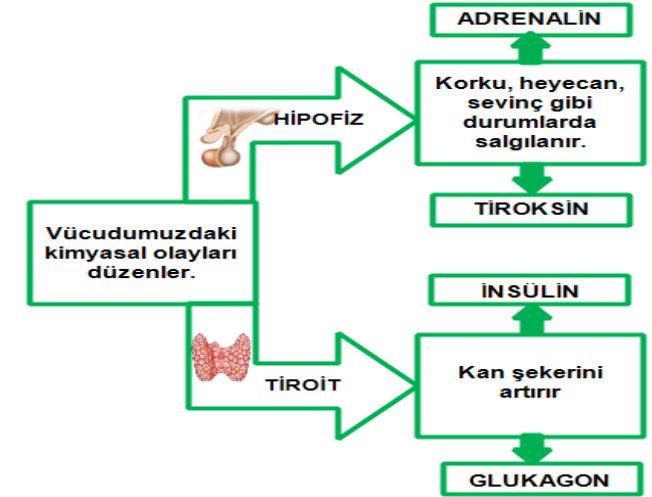 ADRENALİN
Korku, heyecan,
sevinç gibi
durumlarda
salgılanır.
HİPOFİZ
TİROKSİN
Vücudumuzdaki
kimyasal olayları
düzenler.
İNSÜLİN
Kan şekerini
artırır
TİROİT
GLUKAGON